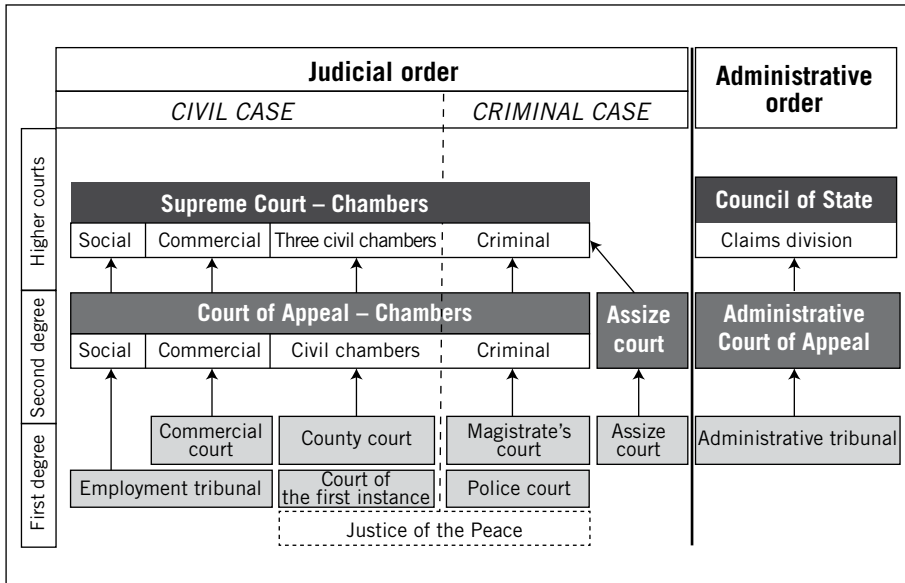 Judicial order
Administrative
order
CIVIL CASE
CRIMINAL CASE
Higher courts
Supreme Court – Chambers
Social
Commercial
Three civil chambers
Criminal
Council of State
Claims division
Second degree
Court of Appeal – Chambers
Social
Commercial
Civil chambers
Criminal
Assize
court
Administrative
Court of Appeal
First degree
Commercial
court
County court
Magistrate's
court
Assize
court
Administrative tribunal
Employment tribunal
Court of
the first instance
Police court
Justice of the Peace